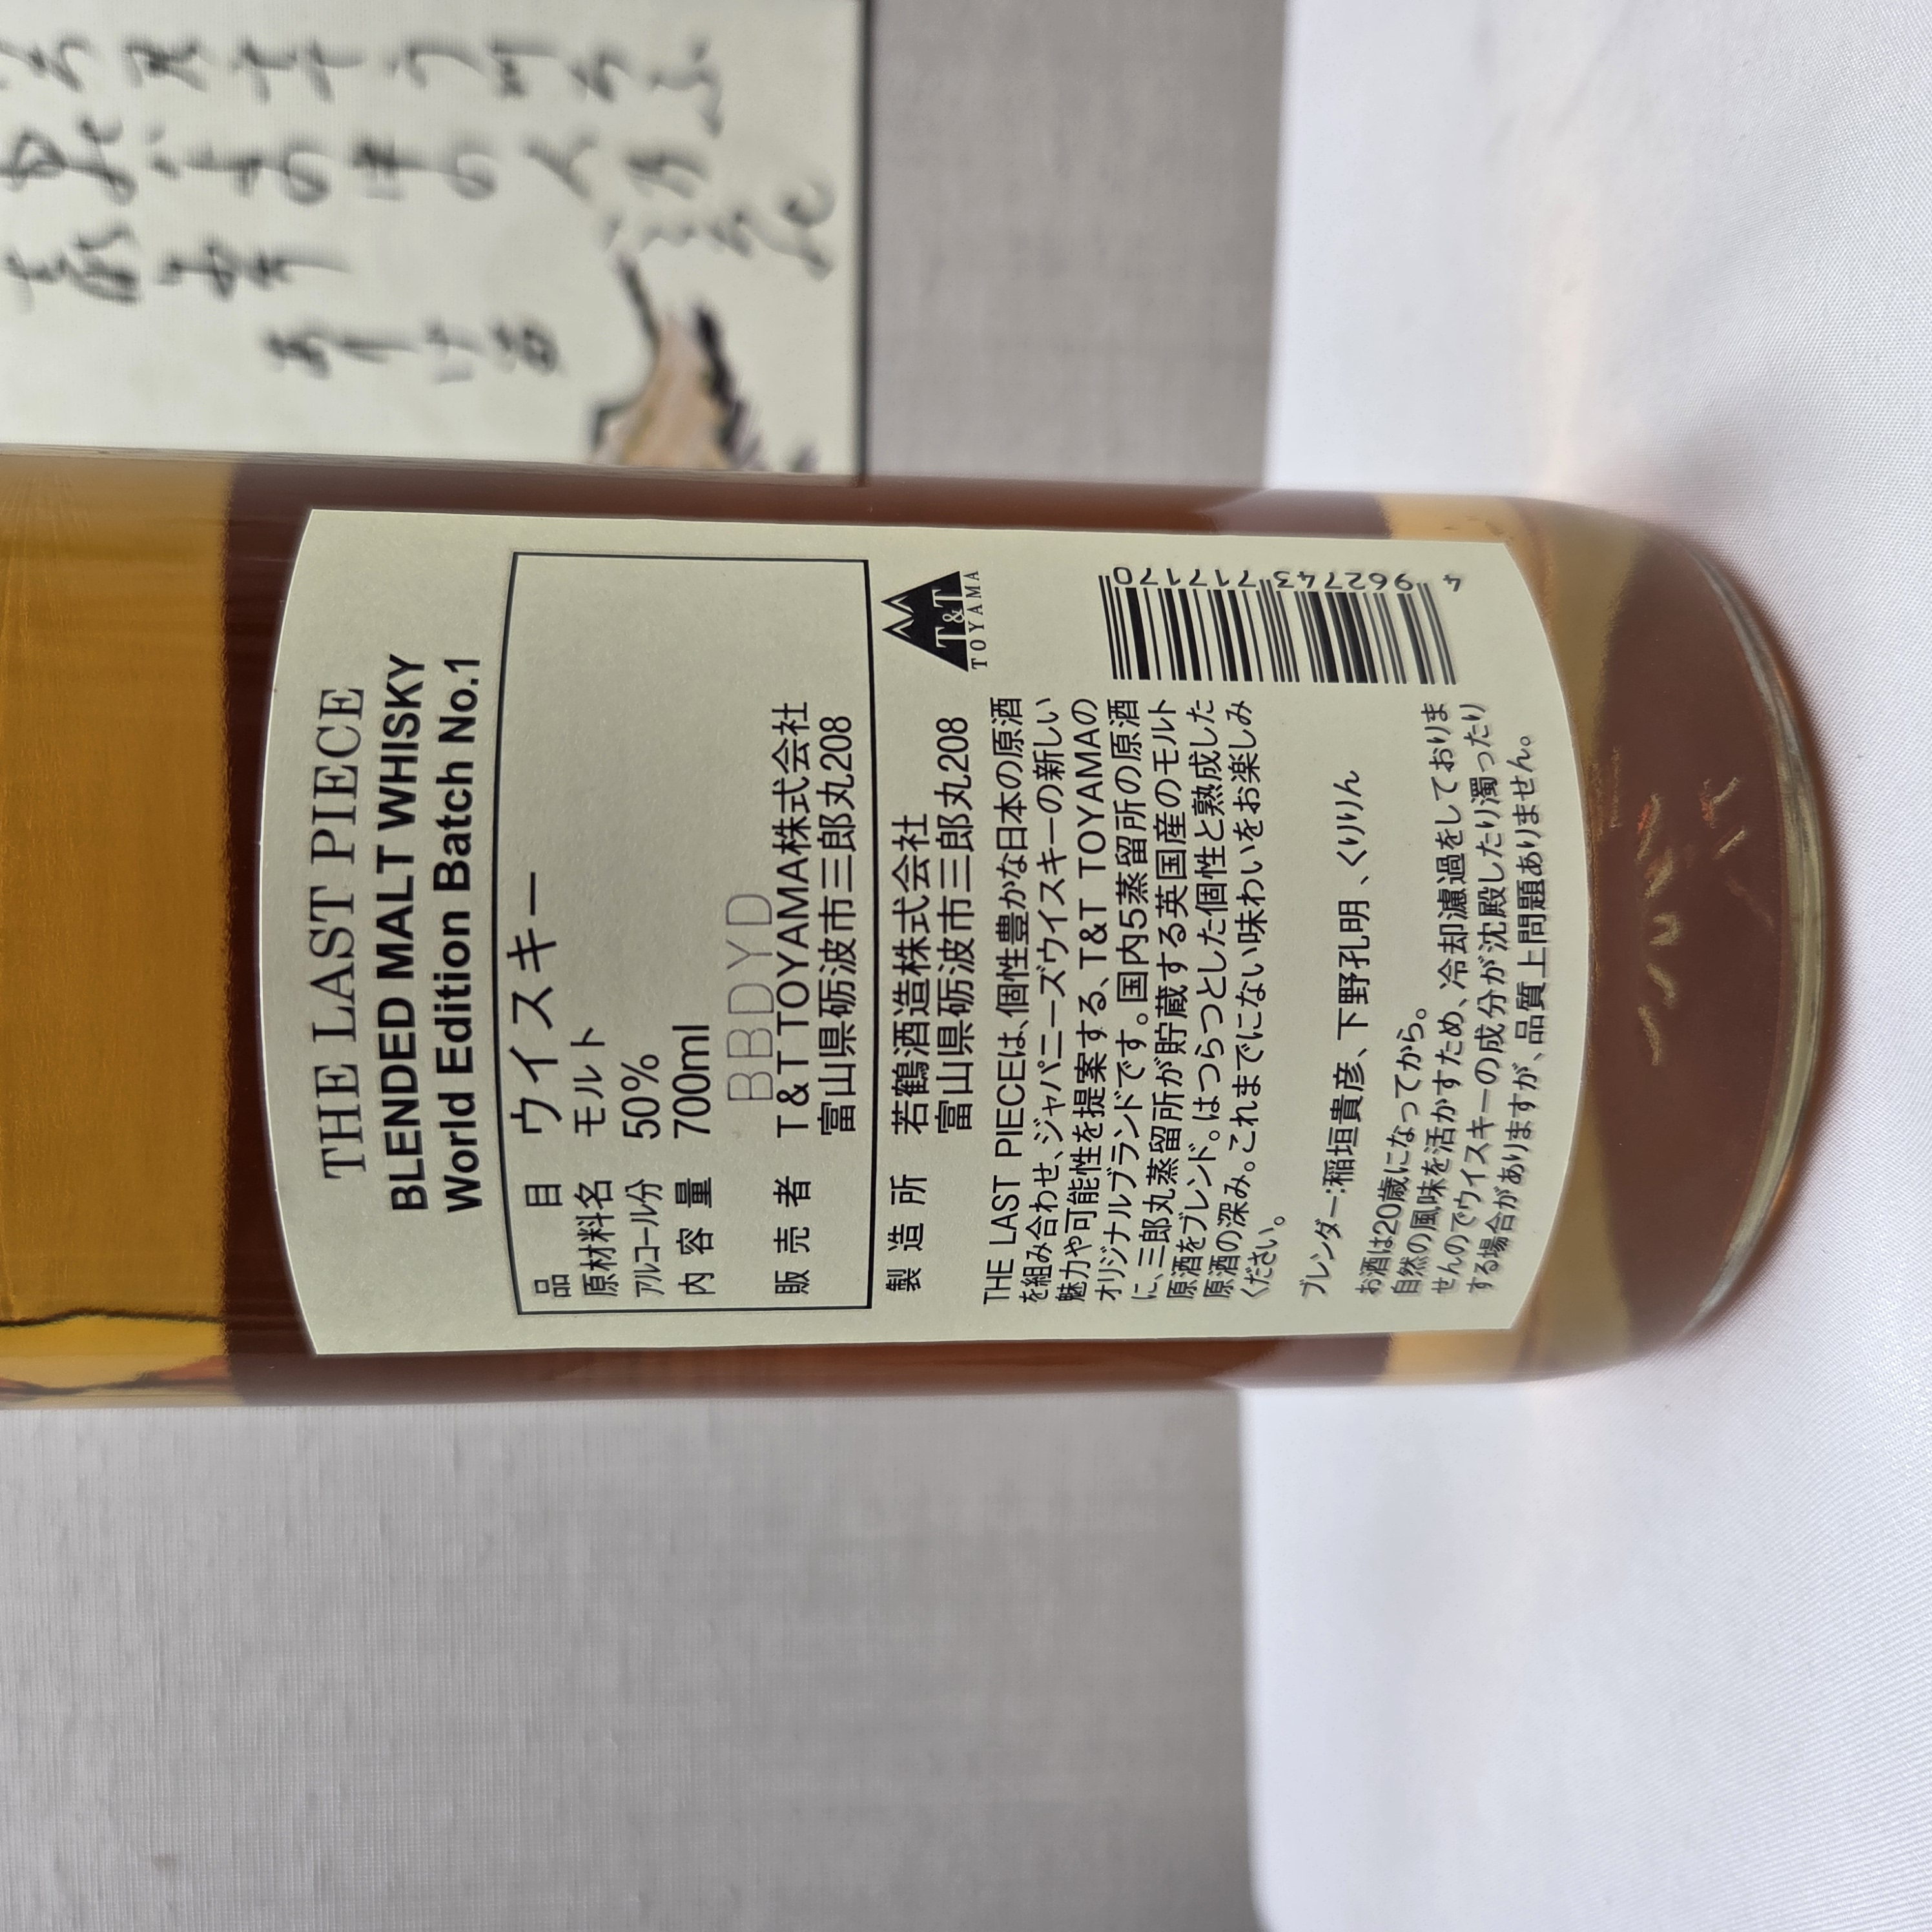 THE LAST PIECE
BLENDED MALT WHISKY
World Edition Batch No.1
品目 ウイスキー
原材料名 モルト
アルコール分 50%
内容量 700ml
BBDYD
販売者 T&T TOYAMA株式会社
富山県砺波市三郎丸208
製造所 若鶴酒造株式会社
富山県砺波市三郎丸208
T&T
TOYAMA
THE LAST PIECEは、個性豊かな日本の原酒
を組み合わせ、ジャパニーズウイスキーの新しい
魅力や可能性を提案する、T&T TOYAMAの
オリジナルブランドです。国内5蒸留所の原酒
に、三郎丸蒸留所が貯蔵する英国産のモルト
原酒をブレンド。はつらつとした個性と熟成した
原酒の深み。これまでにない味わいをお楽しみ
ください。
ブレンダー:稲垣貴彦、下野孔明、くりりん
お酒は20歳になってから。
自然の風味を活かすため、冷却濾過をしておりま
せんのでウイスキーの成分が沈殿したり濁ったり
する場合がありますが、品質上問題ありません。
4 962743 717170